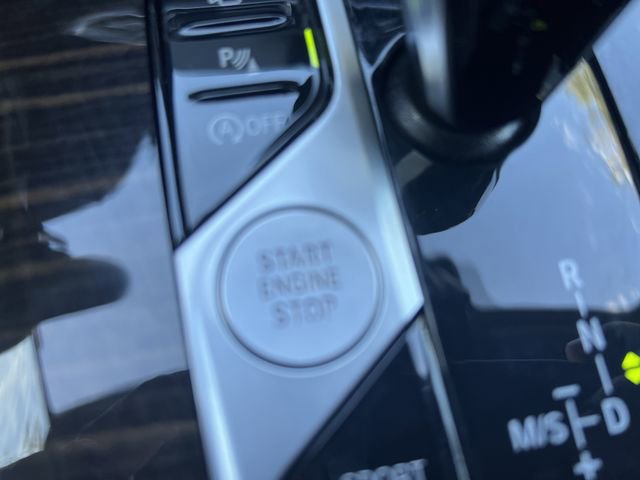 P
A OFF
START
ENGINE
STOP
R
N
M/S D
+
SPORT